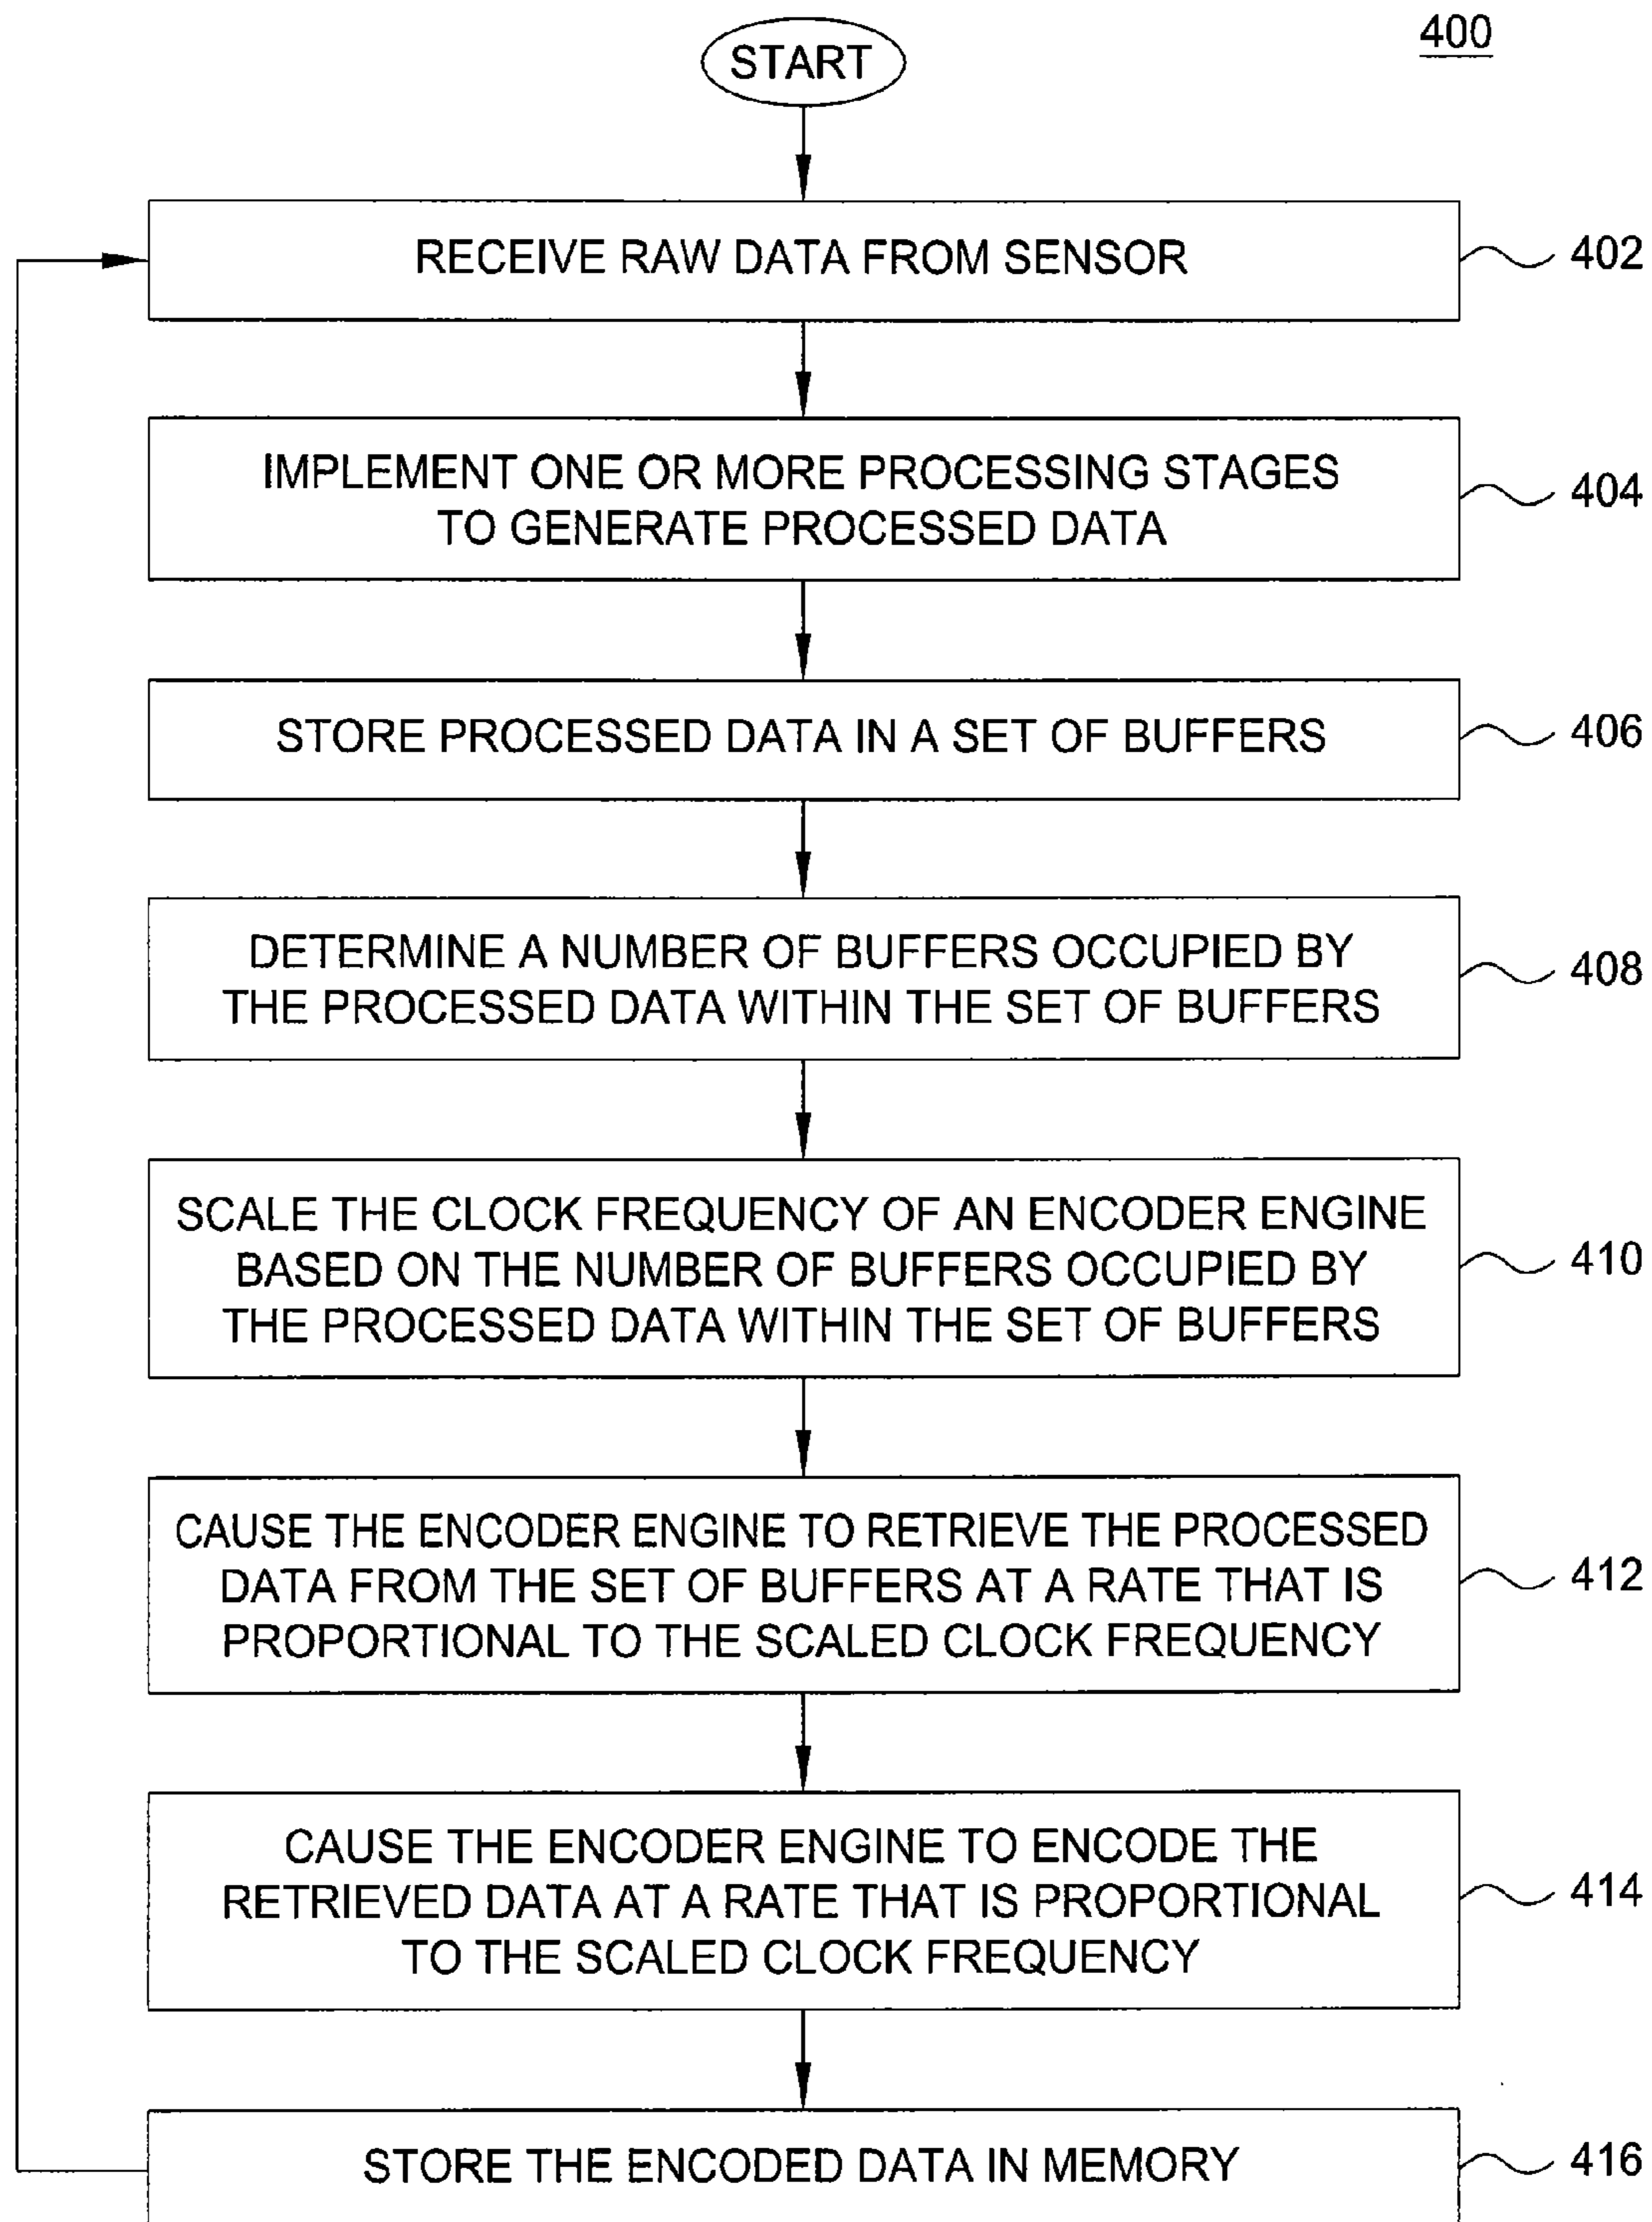 400
START
RECEIVE RAW DATA FROM SENSOR
402
IMPLEMENT ONE OR MORE PROCESSING STAGES
TO GENERATE PROCESSED DATA
404
STORE PROCESSED DATA IN A SET OF BUFFERS
406
DETERMINE A NUMBER OF BUFFERS OCCUPIED BY
THE PROCESSED DATA WITHIN THE SET OF BUFFERS
408
SCALE THE CLOCK FREQUENCY OF AN ENCODER ENGINE
BASED ON THE NUMBER OF BUFFERS OCCUPIED BY
THE PROCESSED DATA WITHIN THE SET OF BUFFERS
410
CAUSE THE ENCODER ENGINE TO RETRIEVE THE PROCESSED
DATA FROM THE SET OF BUFFERS AT A RATE THAT IS
PROPORTIONAL TO THE SCALED CLOCK FREQUENCY
412
CAUSE THE ENCODER ENGINE TO ENCODE THE
RETRIEVED DATA AT A RATE THAT IS PROPORTIONAL
TO THE SCALED CLOCK FREQUENCY
414
STORE THE ENCODED DATA IN MEMORY
416